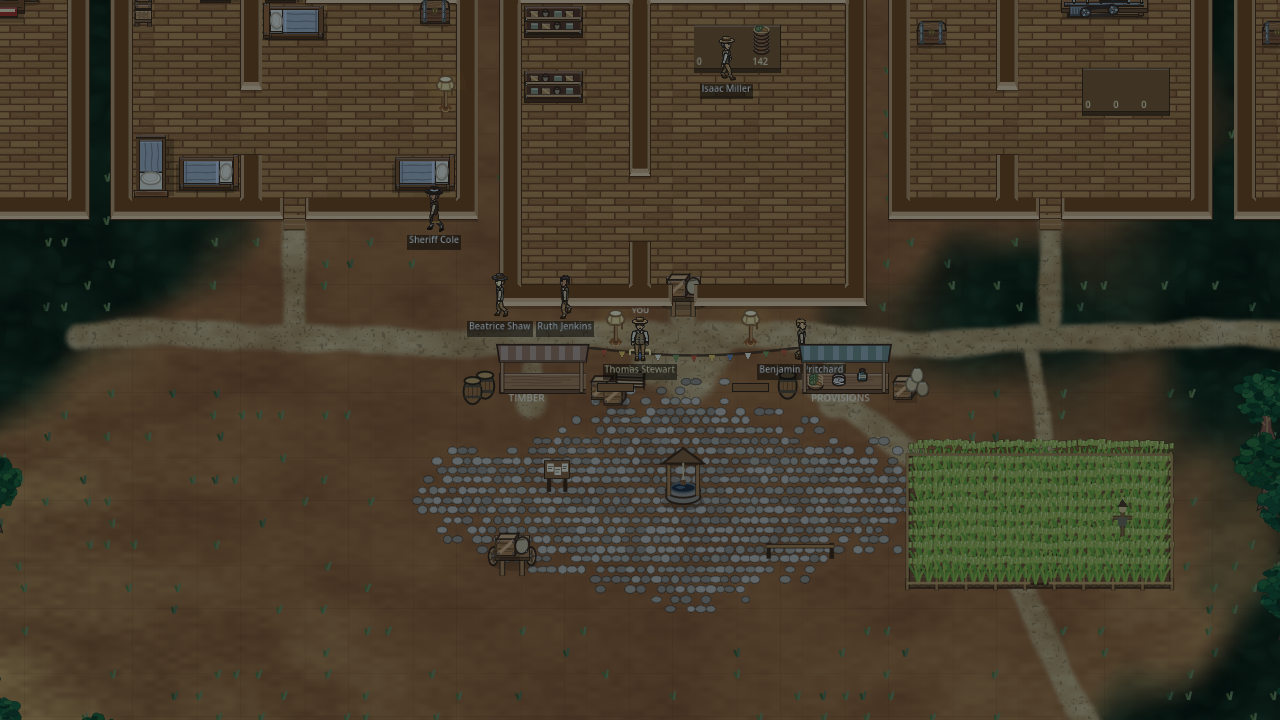 0 142
Isaac Miller
0 0 0
Sheriff Cole
YOU
Beatrice Shaw Ruth Jenkins
Thomas Stewart Benjamin Pritchard
TIMBER PROVISIONS